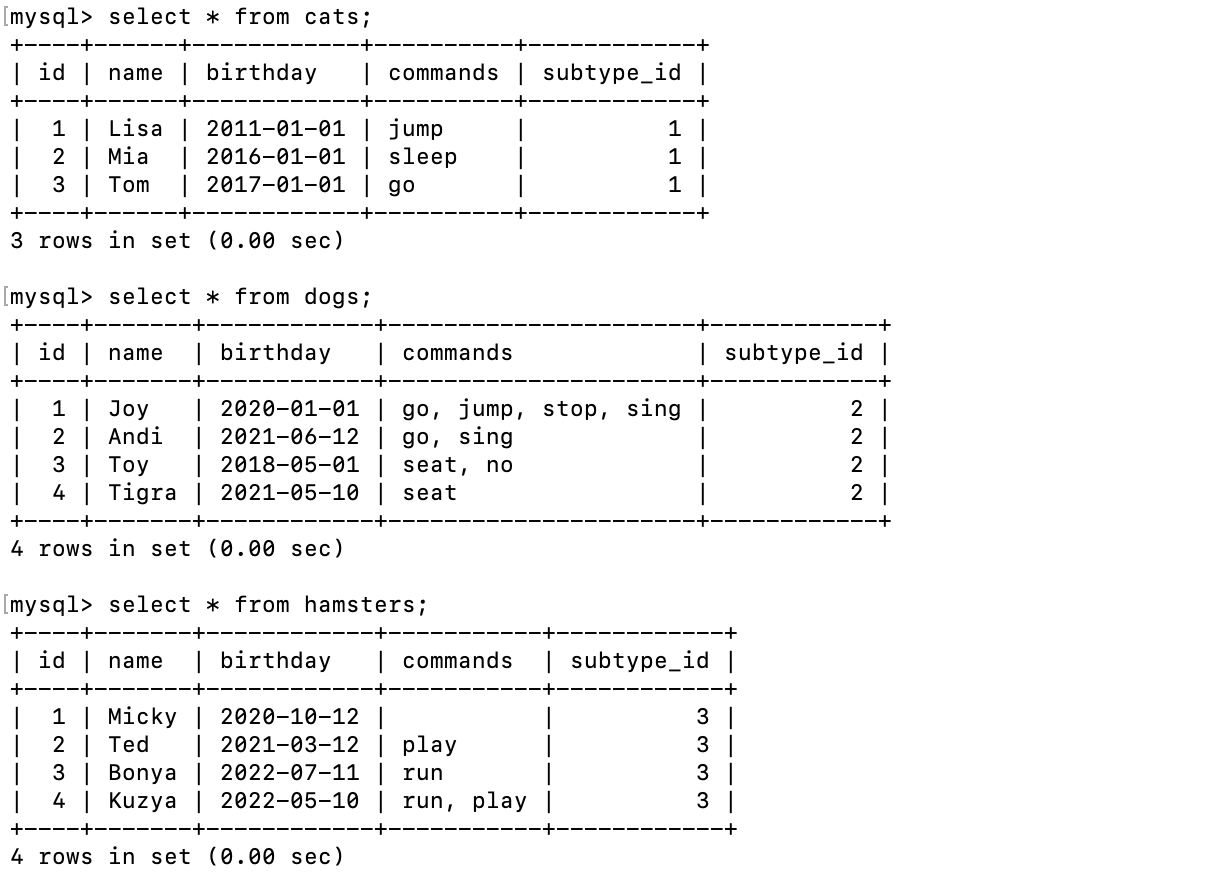 mysql> select * from cats;
+----+------+------------+----------+------------+
| id | name | birthday   | commands | subtype_id |
+----+------+------------+----------+------------+
|  1 | Lisa | 2011-01-01 | jump     |          1 |
|  2 | Mia  | 2016-01-01 | sleep    |          1 |
|  3 | Tom  | 2017-01-01 | go       |          1 |
+----+------+------------+----------+------------+
3 rows in set (0.00 sec)
mysql> select * from dogs;
+----+-------+------------+----------------------+------------+
| id | name  | birthday   | commands             | subtype_id |
+----+-------+------------+----------------------+------------+
|  1 | Joy   | 2020-01-01 | go, jump, stop, sing |          2 |
|  2 | Andi  | 2021-06-12 | go, sing             |          2 |
|  3 | Toy   | 2018-05-01 | seat, no             |          2 |
|  4 | Tigra | 2021-05-10 | seat                 |          2 |
+----+-------+------------+----------------------+------------+
4 rows in set (0.00 sec)
mysql> select * from hamsters;
+----+-------+------------+-----------+------------+
| id | name  | birthday   | commands  | subtype_id |
+----+-------+------------+-----------+------------+
|  1 | Micky | 2020-10-12 |           |          3 |
|  2 | Ted   | 2021-03-12 | play      |          3 |
|  3 | Bonya | 2022-07-11 | run       |          3 |
|  4 | Kuzya | 2022-05-10 | run, play |          3 |
+----+-------+------------+-----------+------------+
4 rows in set (0.00 sec)